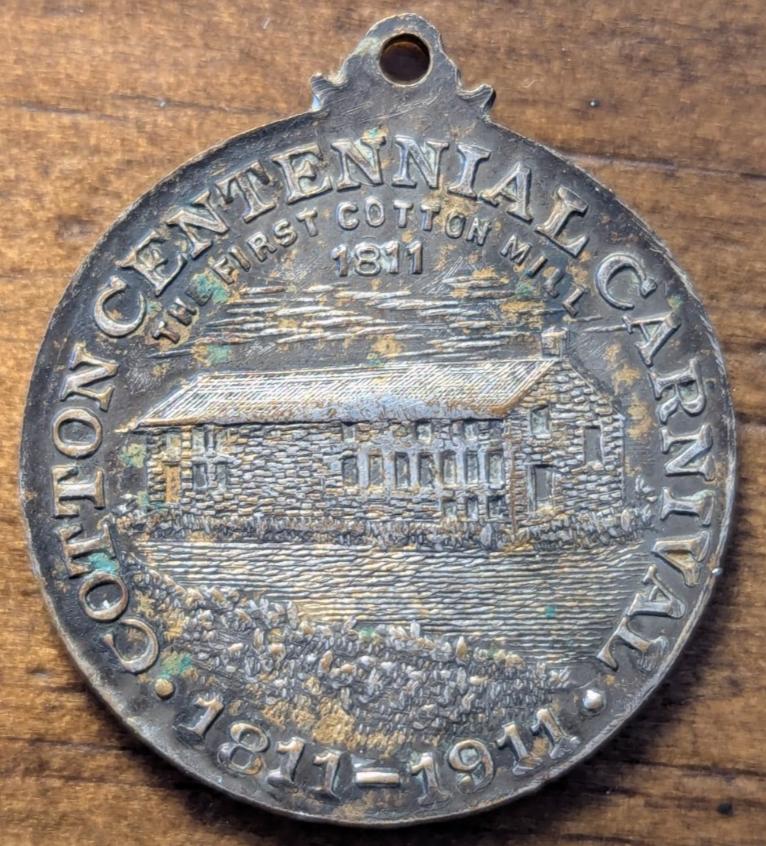 COTTON CENTENNIAL CARNIVAL
THE FIRST COTTON MILL
1811
• 1811–1911 •